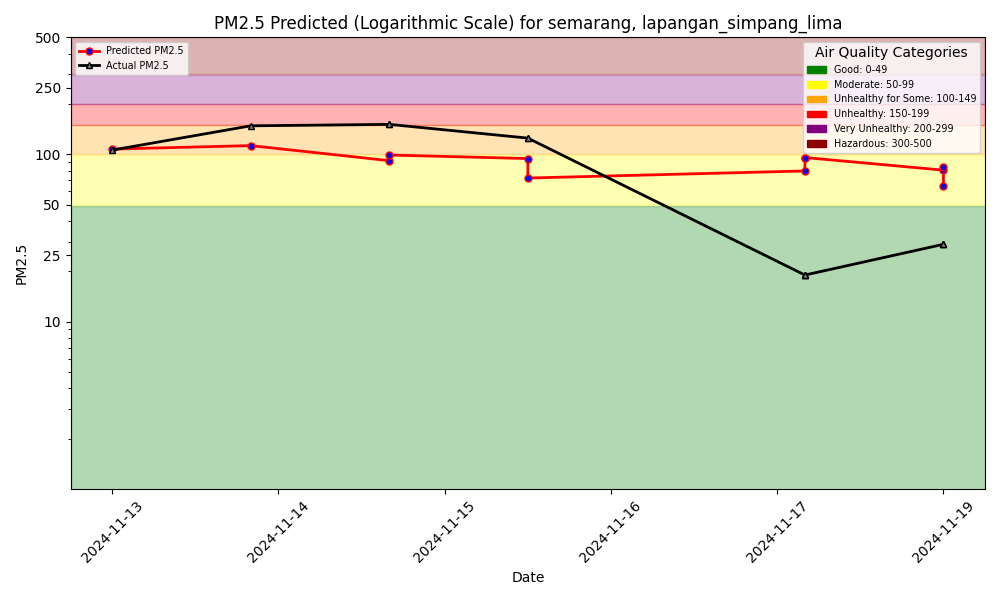 PM2.5 Predicted (Logarithmic Scale) for semarang, lapangan_simpang_lima
Predicted PM2.5
Actual PM2.5
Air Quality Categories
Good: 0-49
Moderate: 50-99
Unhealthy for Some: 100-149
Unhealthy: 150-199
Very Unhealthy: 200-299
Hazardous: 300-500
500
250
100
50
25
10
PM2.5
2024-11-13
2024-11-14
2024-11-15
2024-11-16
2024-11-17
2024-11-19
Date